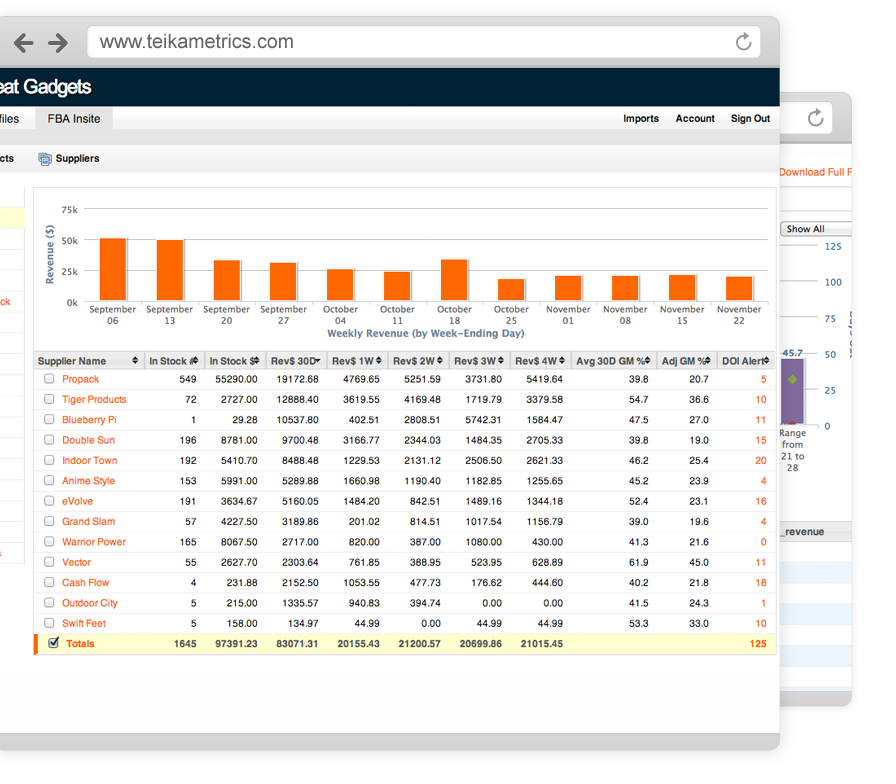 www.teikametrics.com
eat Gadgets
files
FBA Insite
Imports Account Sign Out
cts
Suppliers
Download Full F
Show All
75k
50k
25k
0k
Revenue ($)
September 06
September 13
September 20
September 27
October 04
October 11
October 18
October 25
November 01
November 08
November 15
November 22
Weekly Revenue (by Week-Ending Day)
ck
Supplier Name In Stock # In Stock $ Rev$ 30D Rev$ 1W Rev$ 2W Rev$ 3W Rev$ 4W Avg 30D GM % Adj GM % DOI Alert
Propack 549 55290.00 19172.68 4769.65 5251.59 3731.80 5419.64 39.8 20.7 5
Tiger Products 72 2727.00 12888.40 3619.55 4169.48 1719.79 3379.58 54.7 36.6 10
Blueberry Pi 1 29.28 10537.80 402.51 2808.51 5742.31 1584.47 47.5 27.0 11
Double Sun 196 8781.00 9700.48 3166.77 2344.03 1484.35 2705.33 39.8 19.0 15
Indoor Town 192 5410.70 8488.48 1229.53 2131.12 2506.50 2621.33 46.2 25.4 20
Anime Style 153 5991.00 5289.88 1660.98 1190.40 1182.85 1255.65 45.2 23.9 4
eVolve 191 3634.67 5160.05 1484.20 842.51 1489.16 1344.18 52.4 23.1 16
Grand Slam 57 4227.50 3189.86 201.02 814.51 1017.54 1156.79 39.0 19.6 4
Warrior Power 165 8067.50 2717.00 820.00 387.00 1080.00 430.00 41.3 21.6 0
Vector 55 2627.70 2303.64 761.85 388.95 523.95 628.89 61.9 45.0 11
Cash Flow 4 231.88 2152.50 1053.55 477.73 176.62 444.60 40.2 21.8 18
Outdoor City 5 215.00 1335.57 940.83 394.74 0.00 0.00 41.5 24.3 1
Swift Feet 5 158.00 134.97 44.99 0.00 44.99 44.99 53.3 33.0 10
Totals 1645 97391.23 83071.31 20155.43 21200.57 20699.86 21015.45 125
125
100
75
50
25
0
45.7
Range
from
21 to
28
_revenue